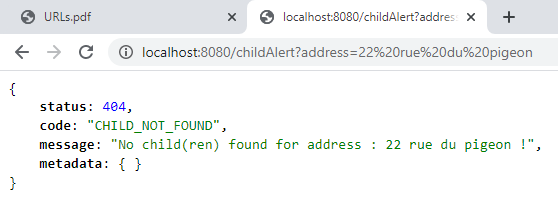 URLs.pdf
localhost:8080/childAlert?addres
localhost:8080/childAlert?address=22%20rue%20du%20pigeon
{
status: 404,
code: "CHILD_NOT_FOUND",
message: "No child(ren) found for address : 22 rue du pigeon !",
metadata: { }
}